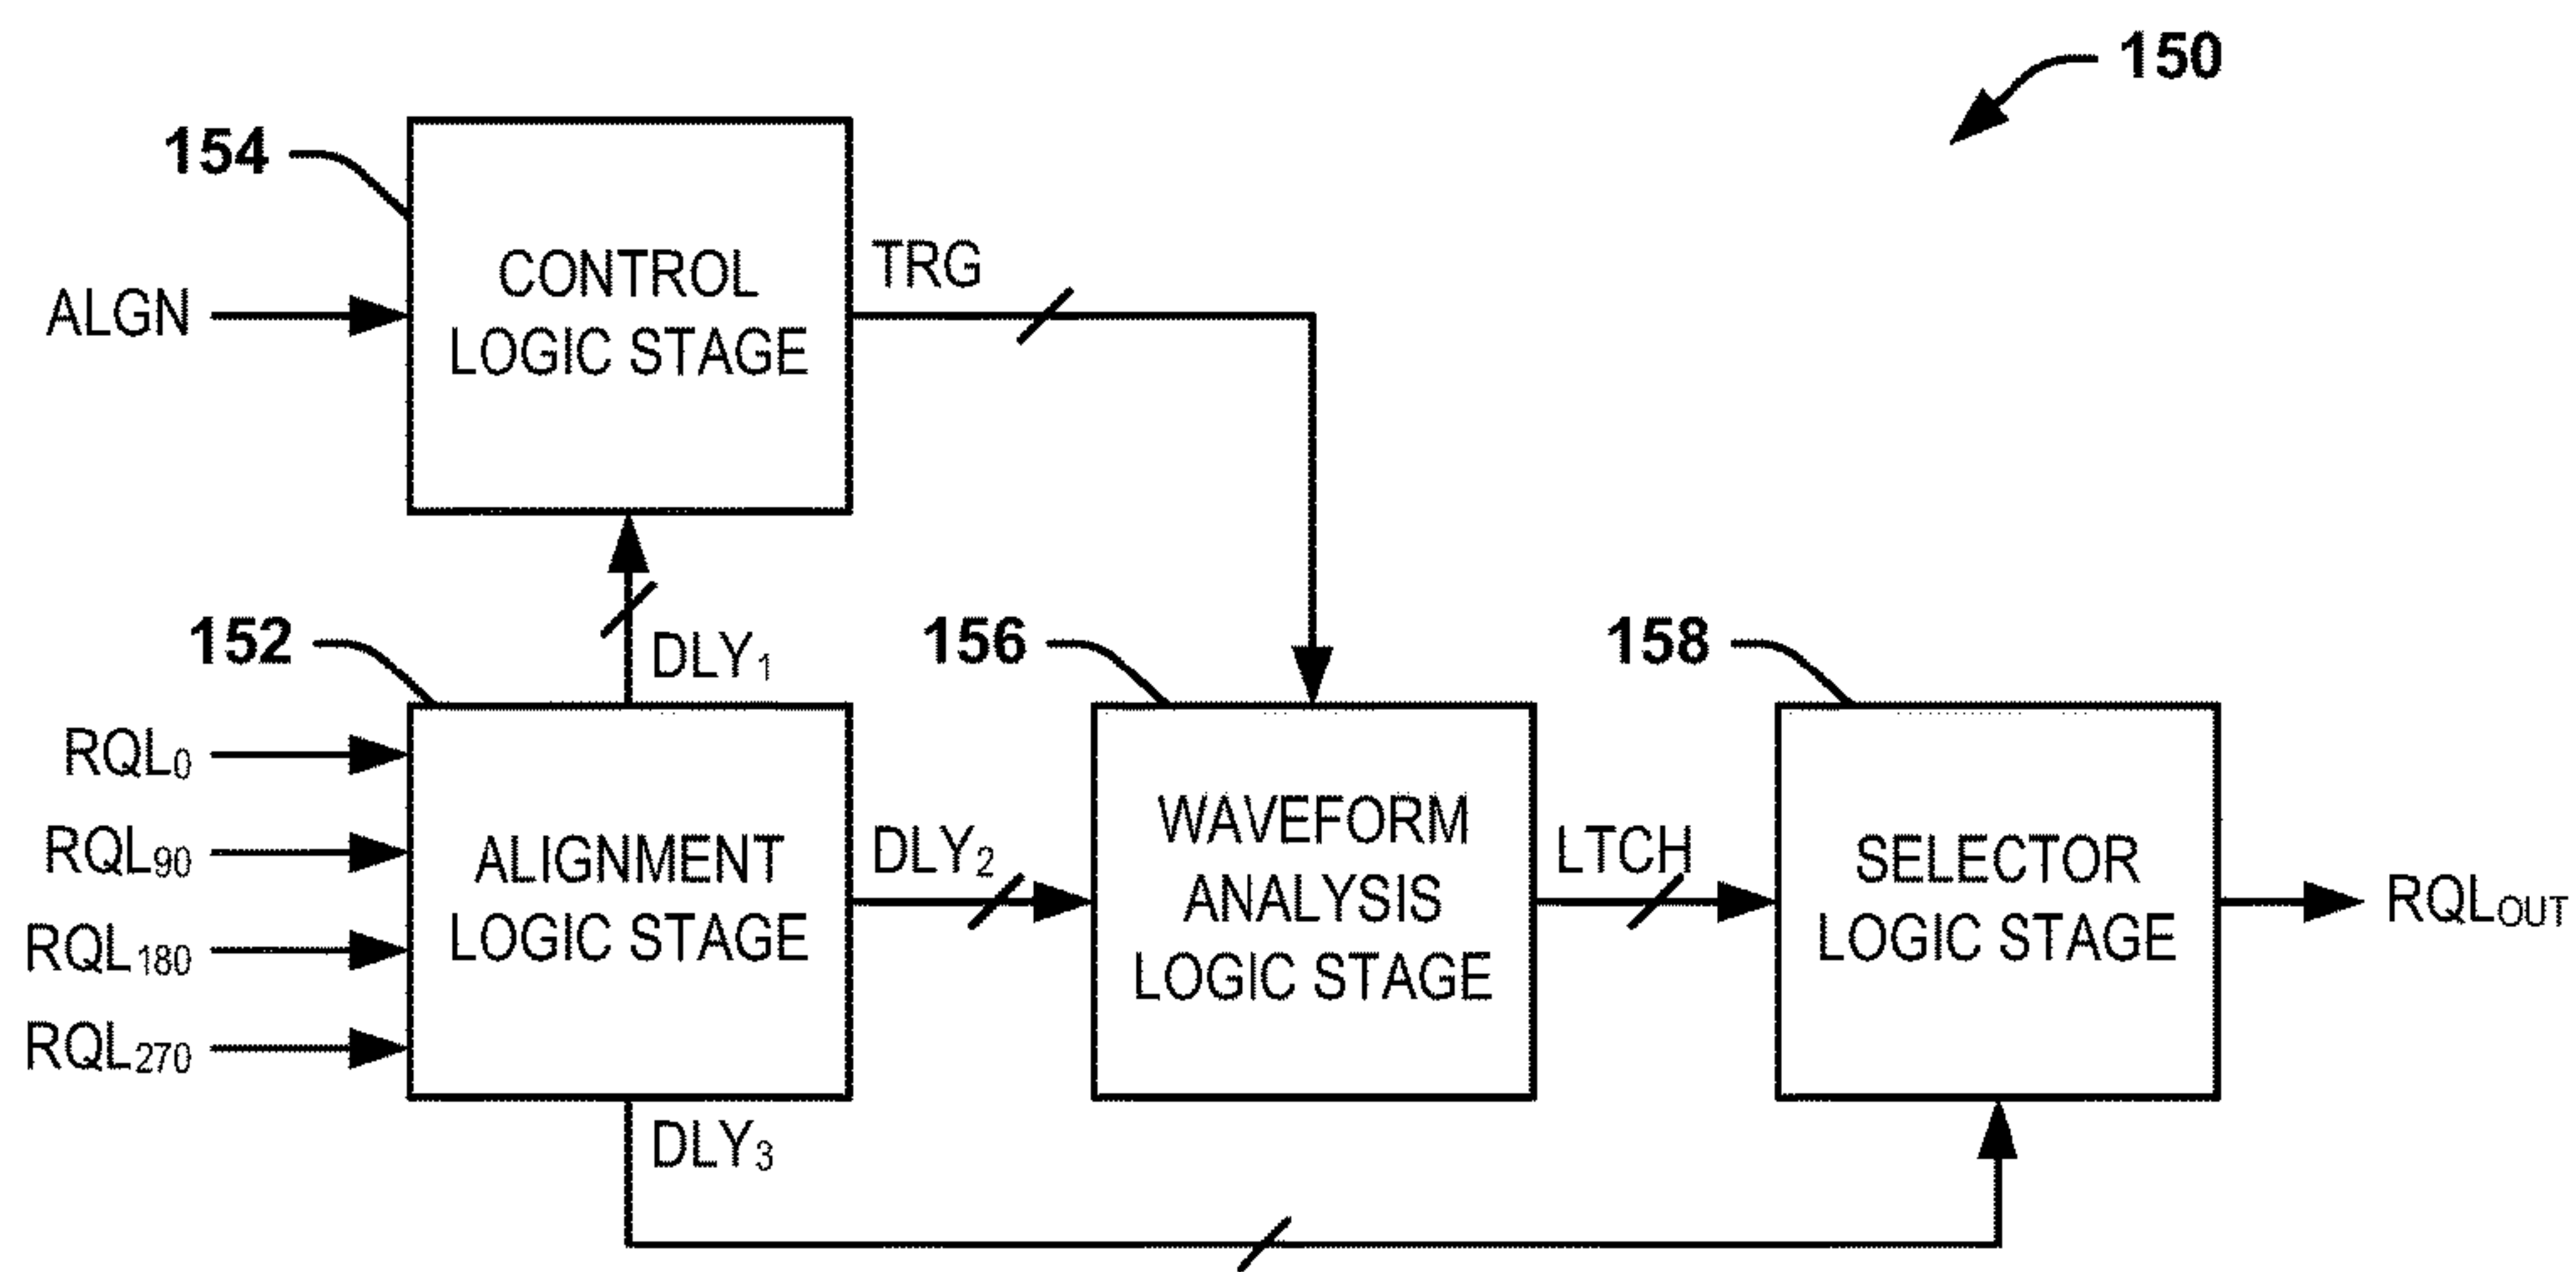 150
154
CONTROL
LOGIC STAGE
TRG
ALGN
152
DLY₁
156
158
RQL₀
RQL₉₀
RQL₁₈₀
RQL₂₇₀
ALIGNMENT
LOGIC STAGE
DLY₂
WAVEFORM
ANALYSIS
LOGIC STAGE
LTCH
SELECTOR
LOGIC STAGE
RQL_OUT
DLY₃